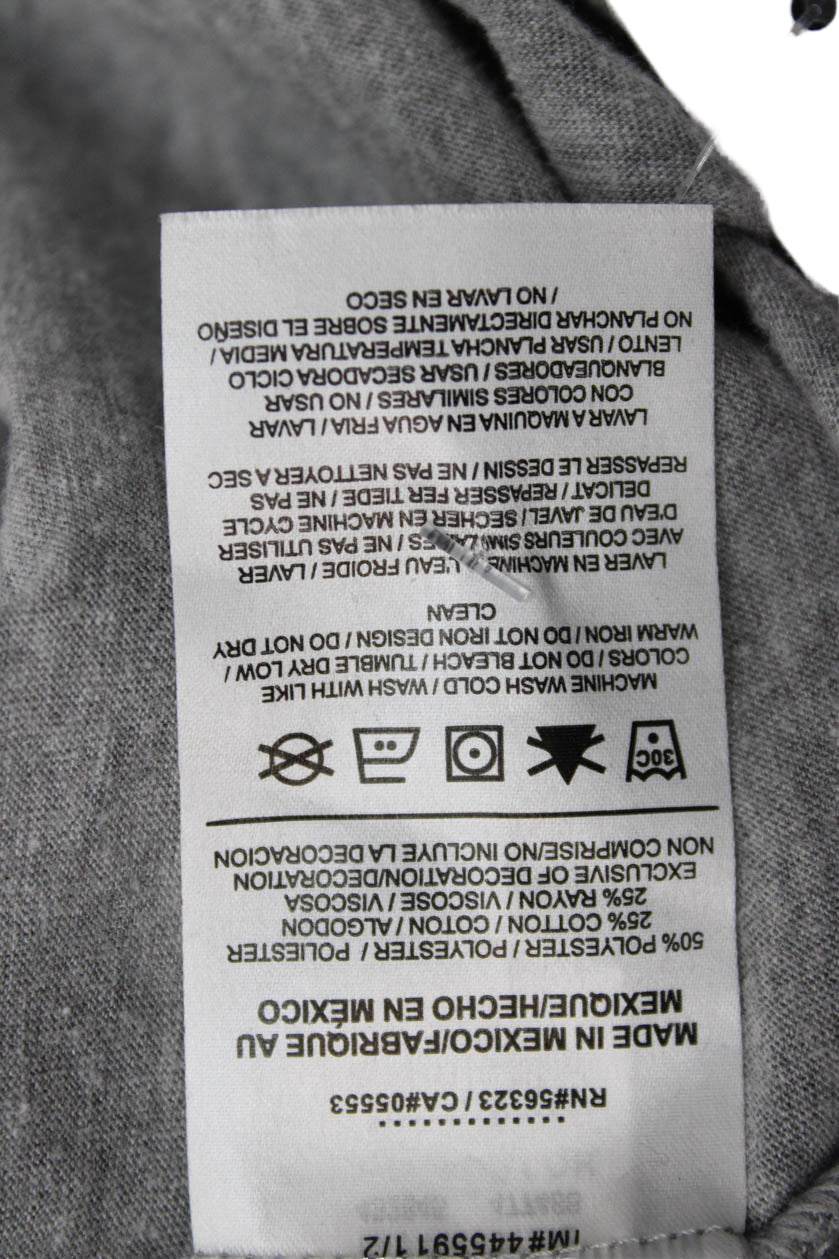 IM#445591 1/2
RN#56323 / CA#05553
MADE IN MEXICO/FABRIQUE AU
MEXIQUE/HECHO EN MÉXICO
50% POLYESTER / POLYESTER / POLIESTER
25% COTTON / COTON / ALGODON
25% RAYON / VISCOSE / VISCOSA
EXCLUSIVE OF DECORATION/DECORATION
NON COMPRISE/NO INCLUYE LA DECORACION
30C
MACHINE WASH COLD / WASH WITH LIKE
COLORS / DO NOT BLEACH / TUMBLE DRY LOW /
WARM IRON / DO NOT IRON DESIGN / DO NOT DRY
CLEAN
LAVER EN MACHINE L'EAU FROIDE / LAVER
AVEC COULEURS / NE PAS UTILISER
D'EAU DE JAVEL / SECHER EN MACHINE CYCLE
DELICAT / REPASSER FER TIEDE / NE PAS
REPASSER LE DESSIN / NE PAS NETTOYER A SEC
LAVAR A MAQUINA EN AGUA FRIA / LAVAR
CON COLORES SIMILARES / NO USAR
BLANQUEADORES / USAR SECADORA CICLO
LENTO / USAR PLANCHA TEMPERATURA MEDIA /
NO PLANCHAR DIRECTAMENTE SOBRE EL DISEÑO
/ NO LAVAR EN SECO